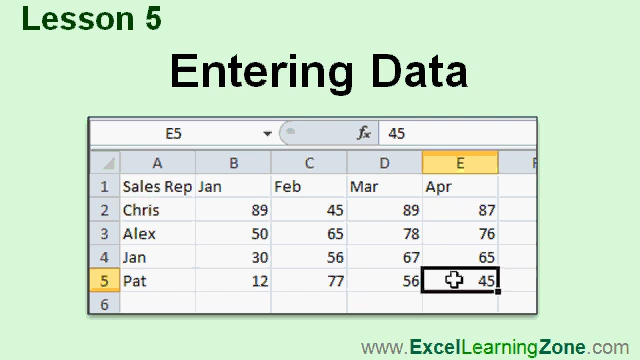 Lesson 5
Entering Data
E5 fx 45
A B C D E
1 Sales Rep Jan Feb Mar Apr
2 Chris 89 45 89 87
3 Alex 50 65 78 76
4 Jan 30 56 67 65
5 Pat 12 77 56 45
6
www.ExcelLearningZone.com